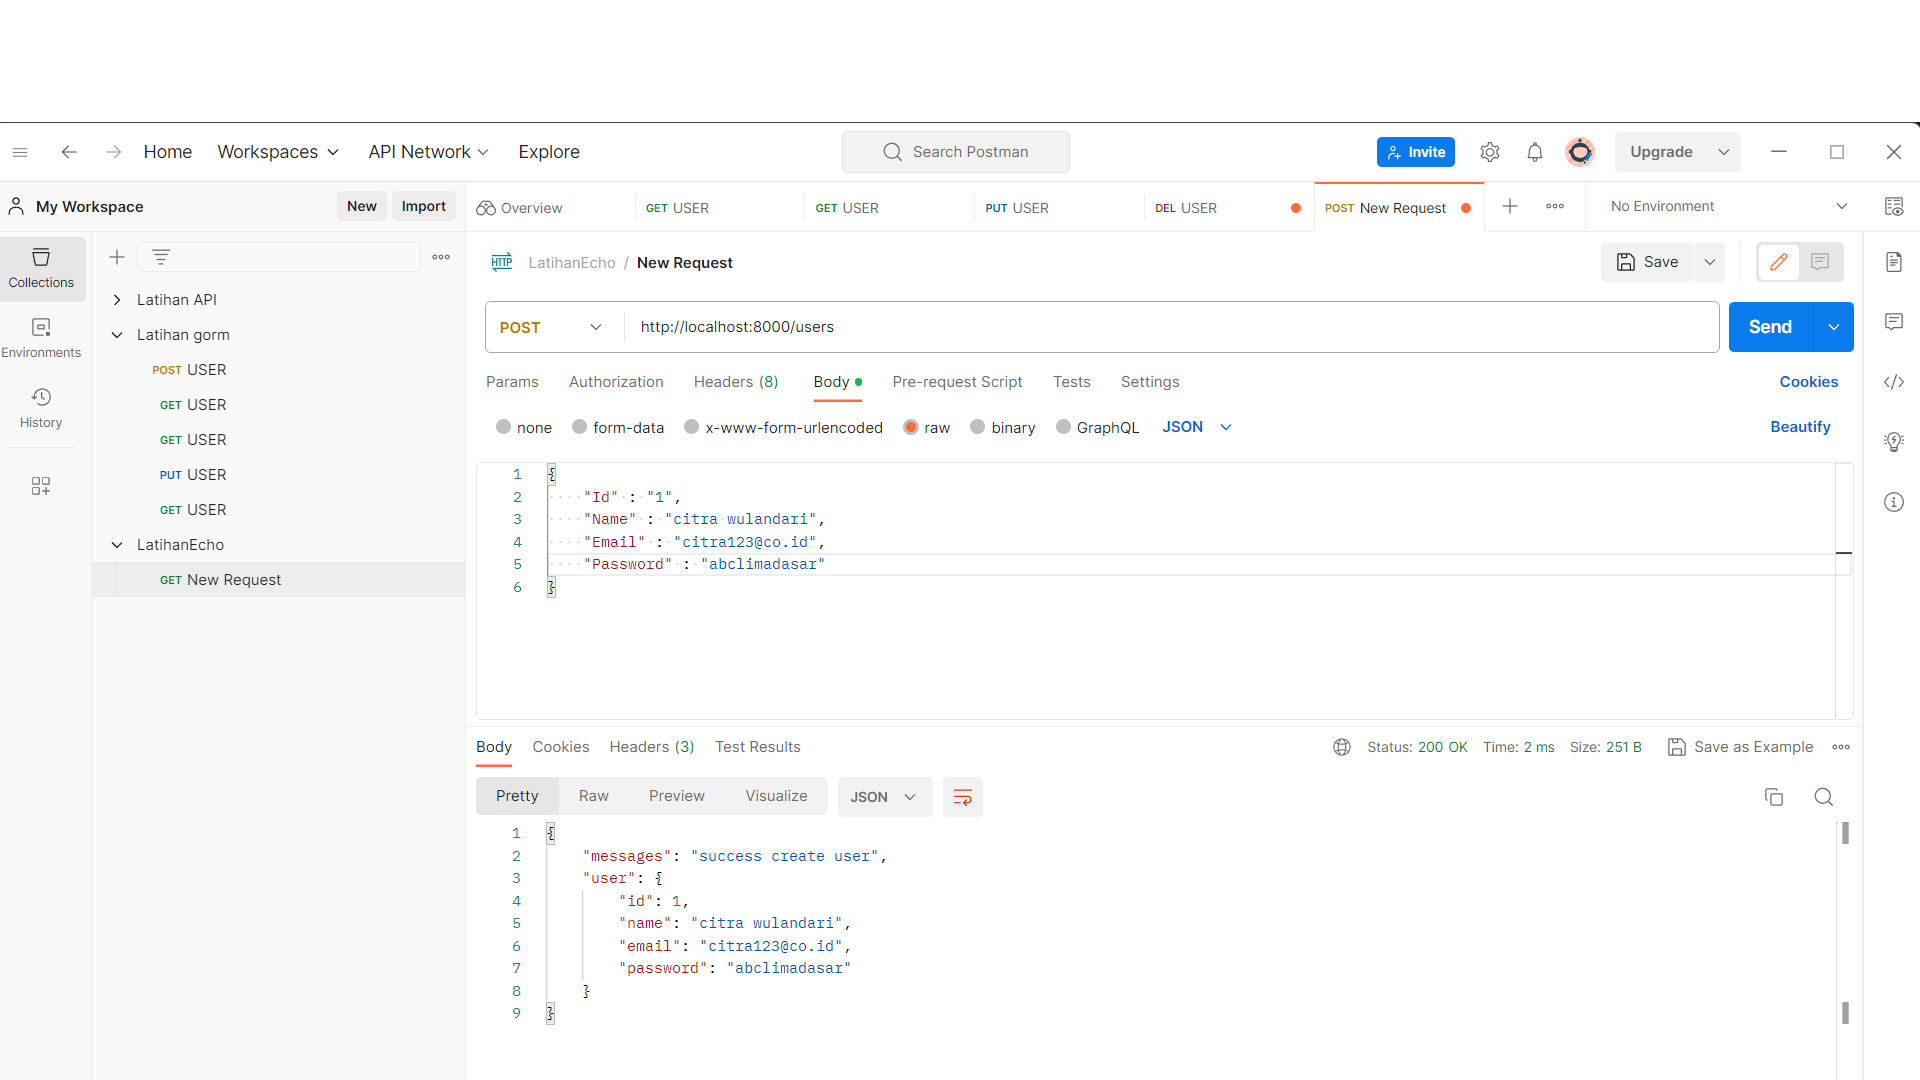 Home Workspaces API Network Explore Search Postman Invite Upgrade
My Workspace New Import Overview GET USER GET USER PUT USER DEL USER POST New Request No Environment
HTTP LatihanEcho / New Request Save
Collections
Environments
History
Latihan API
Latihan gorm
POST USER
GET USER
GET USER
PUT USER
GET USER
LatihanEcho
GET New Request
POST http://localhost:8000/users Send
Params Authorization Headers (8) Body Pre-request Script Tests Settings Cookies
none form-data x-www-form-urlencoded raw binary GraphQL JSON Beautify
1 {
2 "Id" : "1",
3 "Name" : "citra wulandari",
4 "Email" : "citra123@co.id",
5 "Password" : "abclimadasar"
6 }
Body Cookies Headers (3) Test Results Status: 200 OK Time: 2 ms Size: 251 B Save as Example
Pretty Raw Preview Visualize JSON
1 {
2 "messages": "success create user",
3 "user": {
4 "id": 1,
5 "name": "citra wulandari",
6 "email": "citra123@co.id",
7 "password": "abclimadasar"
8 }
9 }